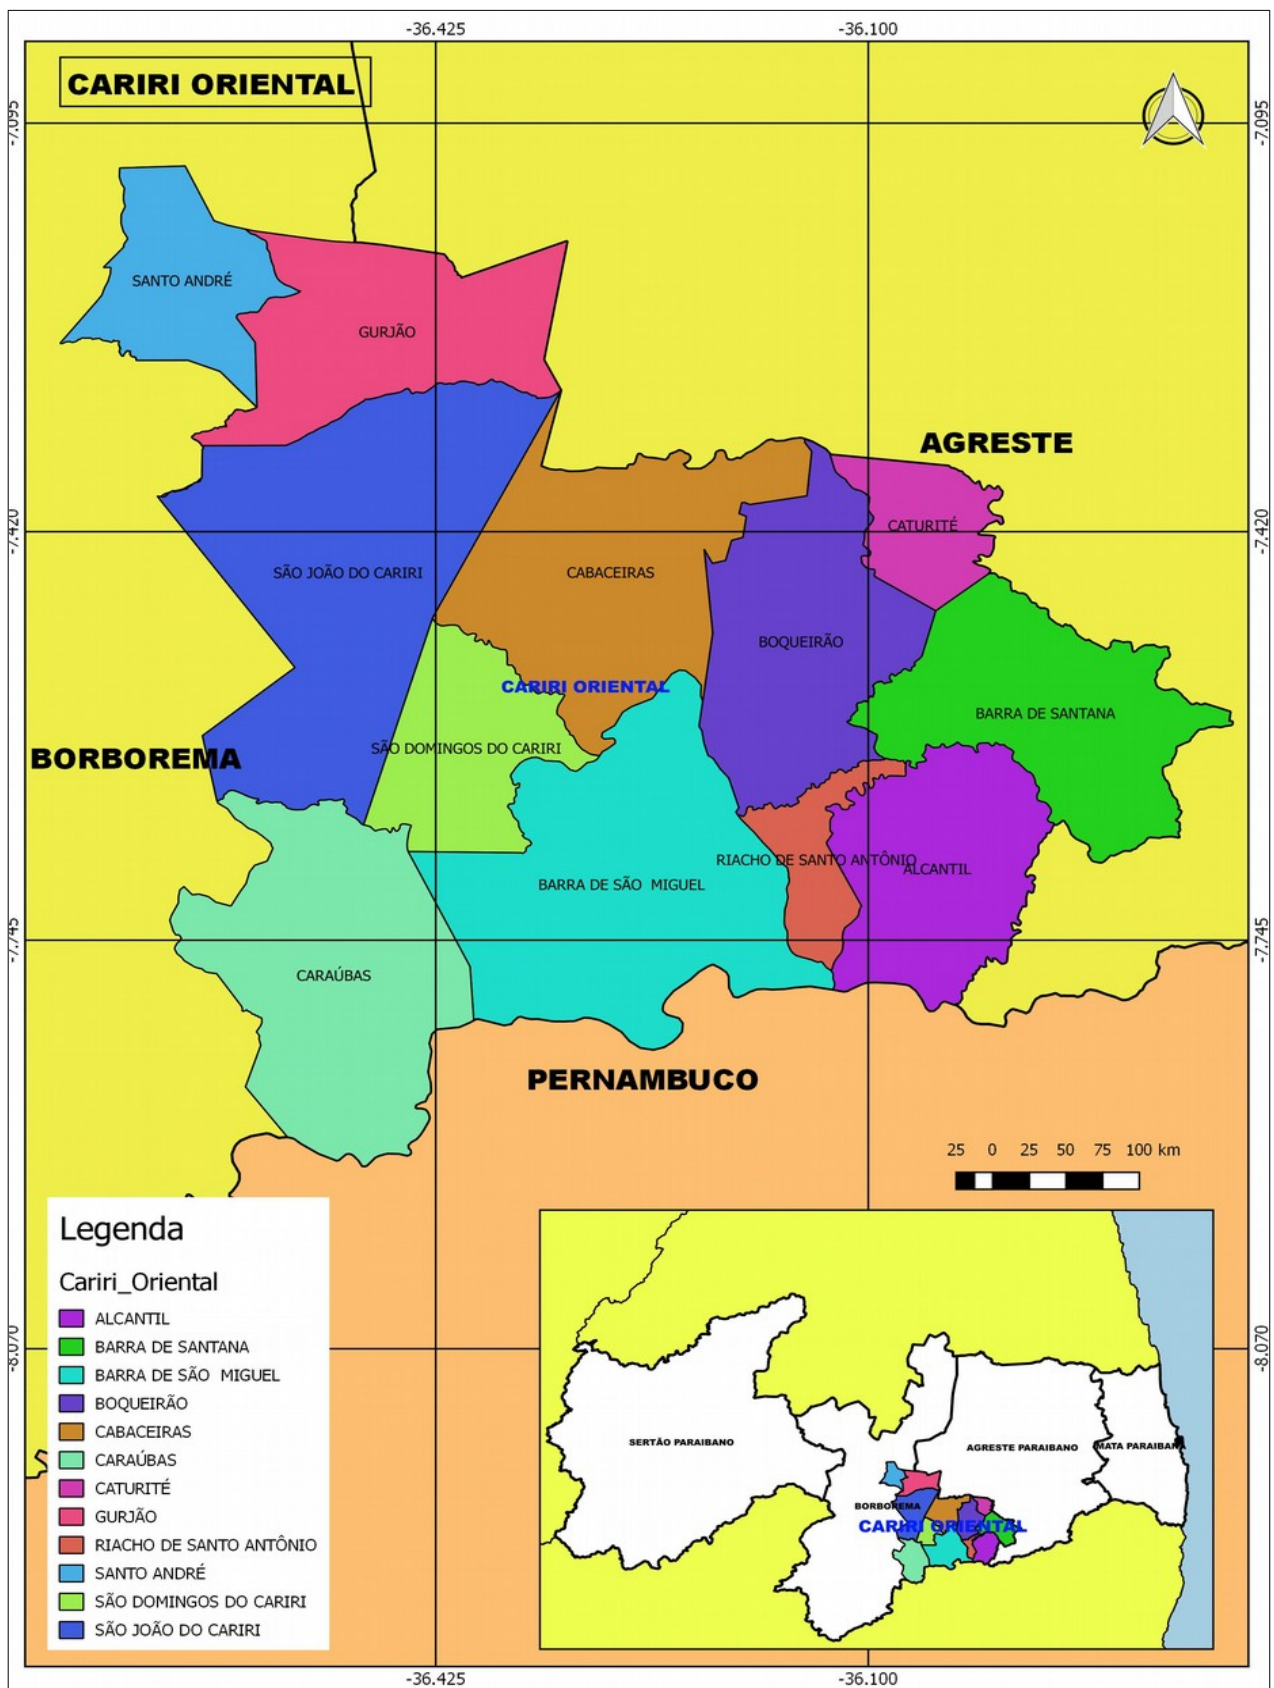 -36.425
-36.100
CARIRI ORIENTAL
-7.095
-7.095
SANTO ANDRÉ
GURJÃO
AGRESTE
-7.420
CATURITÉ
-7.420
SÃO JOÃO DO CARIRI
CABACEIRAS
BOQUEIRÃO
CARIRI ORIENTAL
BARRA DE SANTANA
BORBOREMA
SÃO DOMINGOS DO CARIRI
RIACHO DE SANTO ANTÔNIO
ALCANTIL
BARRA DE SÃO  MIGUEL
-7.745
-7.745
CARAÚBAS
PERNAMBUCO
25 0 25 50 75 100 km
Legenda
Cariri_Oriental
ALCANTIL
BARRA DE SANTANA
BARRA DE SÃO  MIGUEL
BOQUEIRÃO
CABACEIRAS
CARAÚBAS
CATURITÉ
GURJÃO
RIACHO DE SANTO ANTÔNIO
SANTO ANDRÉ
SÃO DOMINGOS DO CARIRI
SÃO JOÃO DO CARIRI
-8.070
-8.070
SERTÃO PARAIBANO
AGRESTE PARAIBANO
MATA PARAIBANA
BORBOREMA
CARIRI ORIENTAL
-36.425
-36.100